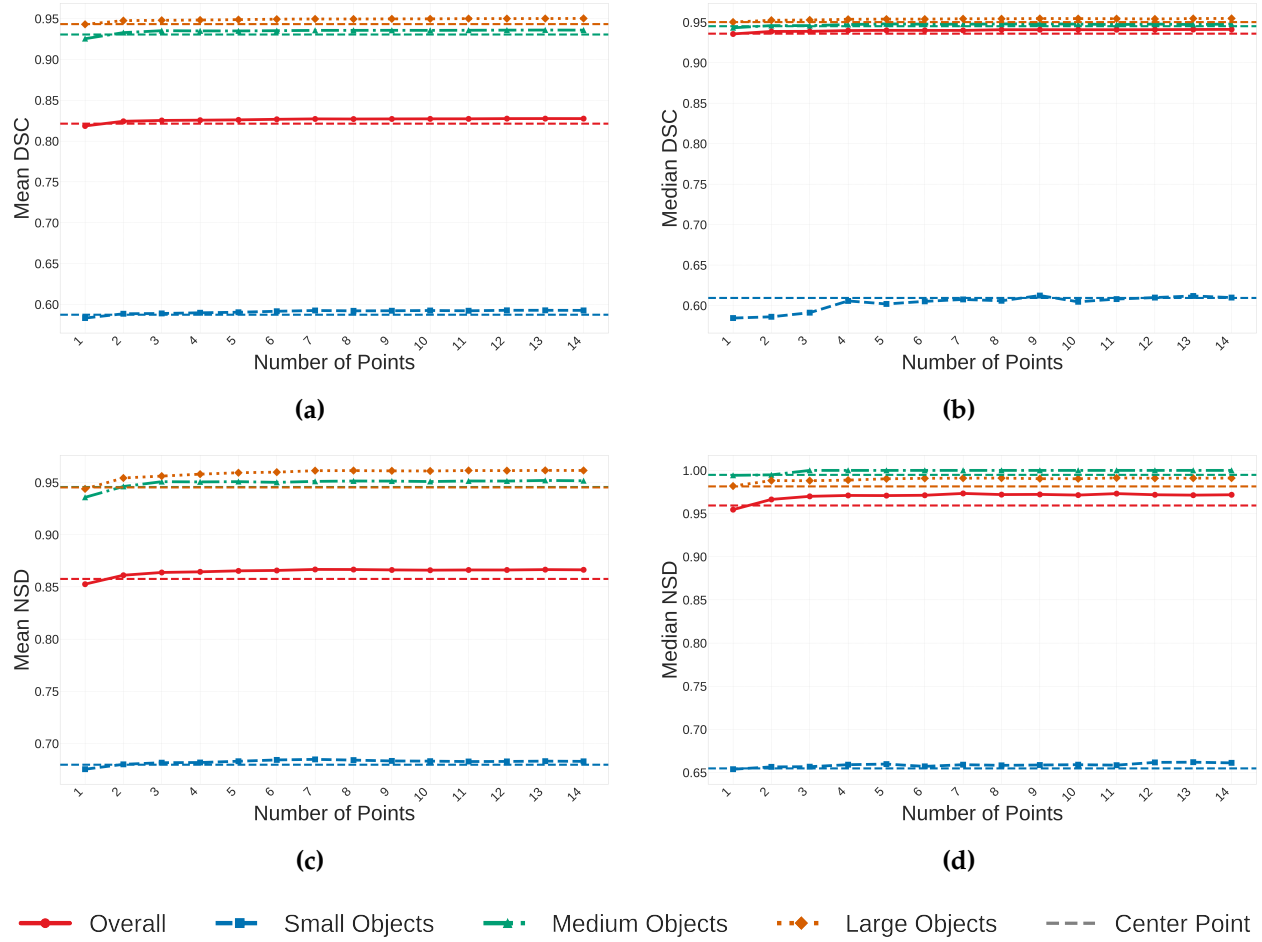 0.95
0.90
0.85
0.80
0.75
0.70
0.65
0.60
Mean DSC
1 2 3 4 5 6 7 8 9 10 11 12 13 14
Number of Points
(a)
0.95
0.90
0.85
0.80
0.75
0.70
0.65
0.60
Median DSC
1 2 3 4 5 6 7 8 9 10 11 12 13 14
Number of Points
(b)
0.95
0.90
0.85
0.80
0.75
0.70
Mean NSD
1 2 3 4 5 6 7 8 9 10 11 12 13 14
Number of Points
(c)
1.00
0.95
0.90
0.85
0.80
0.75
0.70
0.65
Median NSD
1 2 3 4 5 6 7 8 9 10 11 12 13 14
Number of Points
(d)
Overall Small Objects Medium Objects Large Objects Center Point